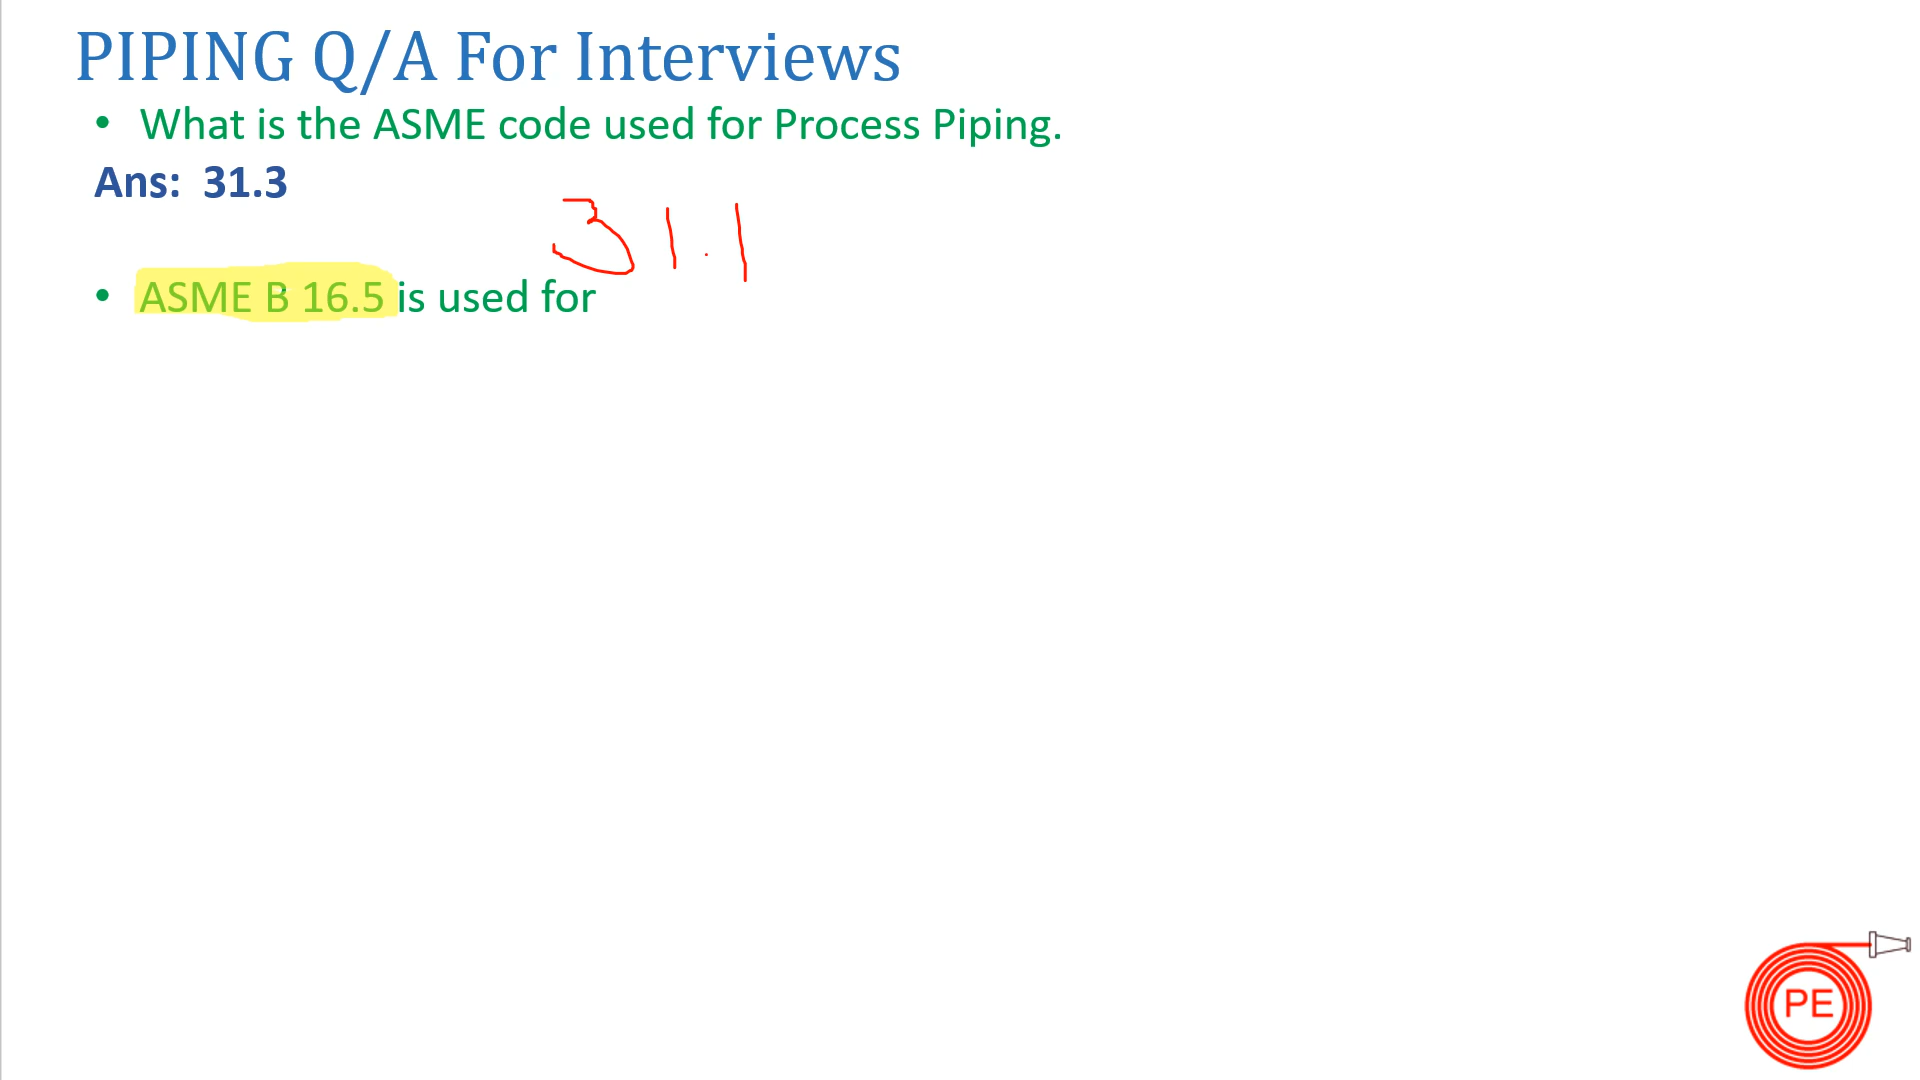 PIPING Q/A For Interviews
• What is the ASME code used for Process Piping.
Ans: 31.3
31.1
• ASME B 16.5 is used for
PE